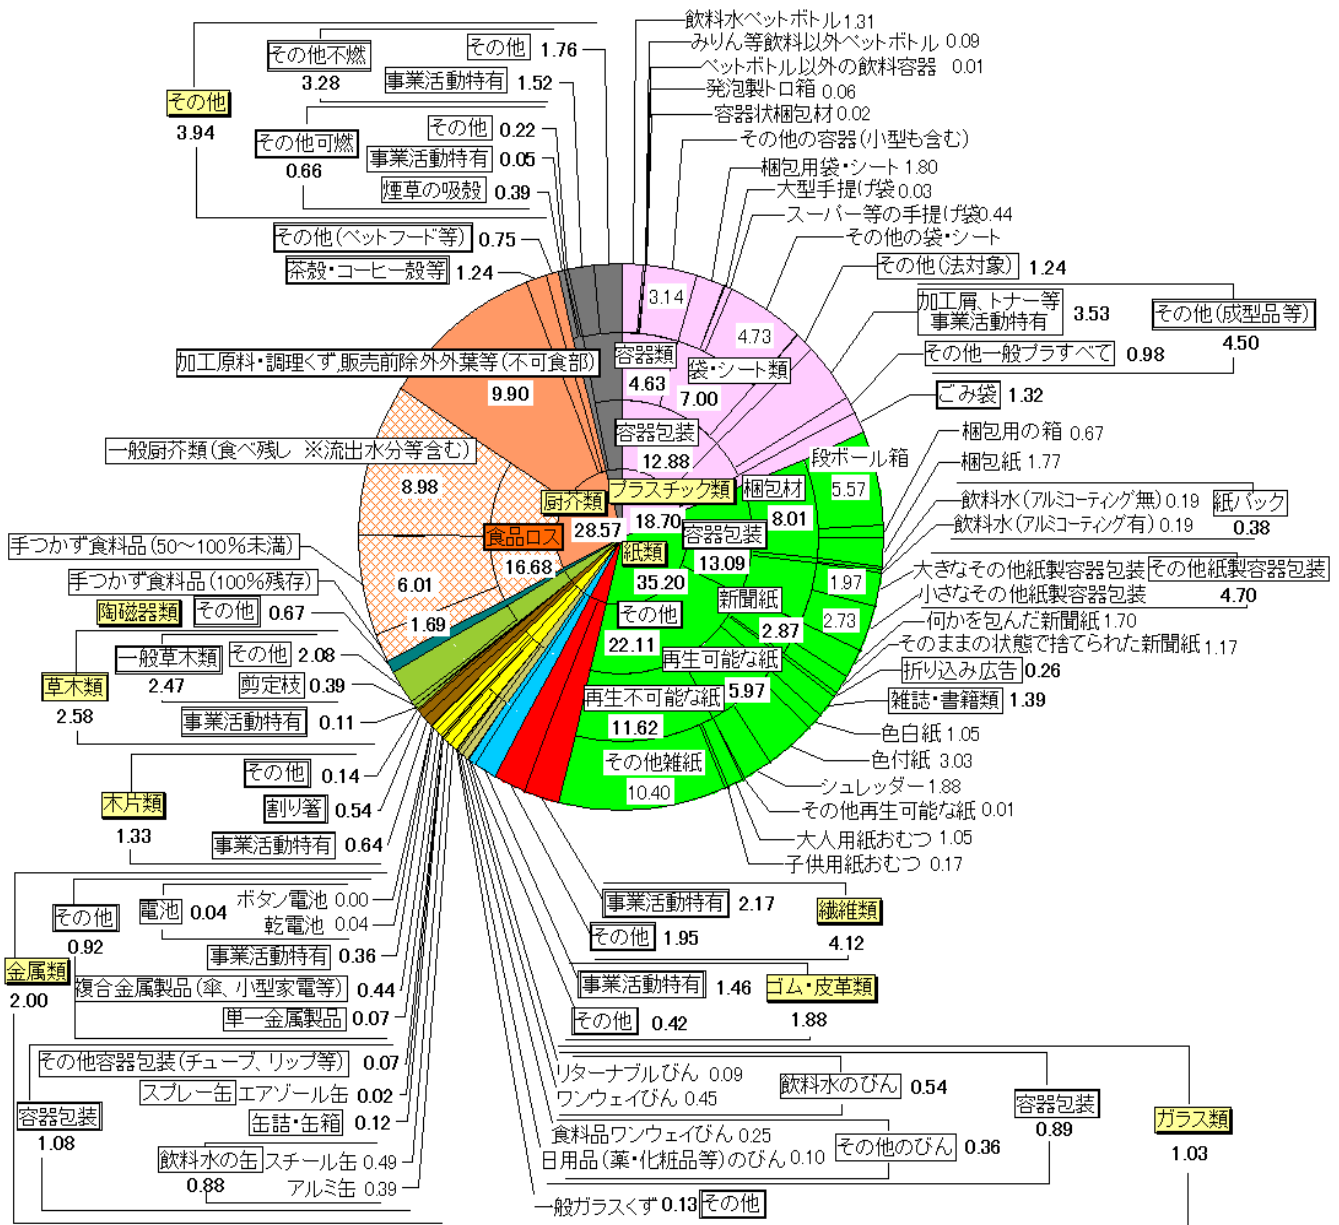 飲料水ペットボトル 1.31
みりん等飲料以外ペットボトル 0.09
ペットボトル以外の飲料容器 0.01
発泡製トロ箱 0.06
容器状梱包材 0.02
その他の容器(小型も含む)
3.14
梱包用袋・シート 1.80
大型手提げ袋 0.03
スーパー等の手提げ袋 0.44
その他の袋・シート
4.73
その他(法対象) 1.24
加工屑、トナー等
事業活動特有 3.53
その他(成型品等)
4.50
その他一般プラすべて 0.98
ごみ袋 1.32
容器類
4.63
袋・シート類
7.00
容器包装
12.88
プラスチック類
18.70
段ボール箱
5.57
梱包用の箱 0.67
梱包紙 1.77
梱包材
8.01
飲料水(アルミコーティング無) 0.19
飲料水(アルミコーティング有) 0.19
紙パック
0.38
大きなその他紙製容器包装
1.97
小さなその他紙製容器包装
2.73
その他紙製容器包装
4.70
容器包装
13.09
紙類
35.20
何かを包んだ新聞紙 1.70
そのままの状態で捨てられた新聞紙 1.17
新聞紙
2.87
折り込み広告 0.26
雑誌・書籍類 1.39
色白紙 1.05
色付紙 3.03
シュレッダー 1.88
その他再生可能な紙 0.01
再生可能な紙
5.97
その他
22.11
大人用紙おむつ 1.05
子供用紙おむつ 0.17
再生不可能な紙
11.62
その他雑紙
10.40
事業活動特有 2.17
その他 1.95
繊維類
4.12
事業活動特有 1.46
その他 0.42
ゴム・皮革類
1.88
リターナブルびん 0.09
ワンウェイびん 0.45
飲料水のびん 0.54
食料品ワンウェイびん 0.25
日用品(薬・化粧品等)のびん 0.10
その他のびん 0.36
容器包装
0.89
ガラス類
1.03
一般ガラスくず 0.13 その他
その他
3.94
その他不燃
3.28
その他 1.76
事業活動特有 1.52
その他可燃
0.66
その他 0.22
事業活動特有 0.05
煙草の吸殻 0.39
その他(ペットフード等) 0.75
茶殻・コーヒー殻等 1.24
加工原料・調理くず,販売前除外外葉等(不可食部)
9.90
一般厨芥類(食べ残し ※流出水分等含む)
8.98
厨芥類
28.57
食品ロス
16.68
手つかず食料品(50~100%未満)
6.01
手つかず食料品(100%残存)
1.69
陶磁器類 その他 0.67
草木類
2.58
一般草木類
2.47
その他 2.08
剪定枝 0.39
事業活動特有 0.11
木片類
1.33
その他 0.14
割り箸 0.54
事業活動特有 0.64
金属類
2.00
その他
0.92
電池 0.04
ボタン電池 0.00
乾電池 0.04
事業活動特有 0.36
複合金属製品(傘、小型家電等) 0.44
単一金属製品 0.07
容器包装
1.08
その他容器包装(チューブ、リップ等) 0.07
スプレー缶 エアゾール缶 0.02
缶詰・缶箱 0.12
飲料水の缶
0.88
スチール缶 0.49
アルミ缶 0.39